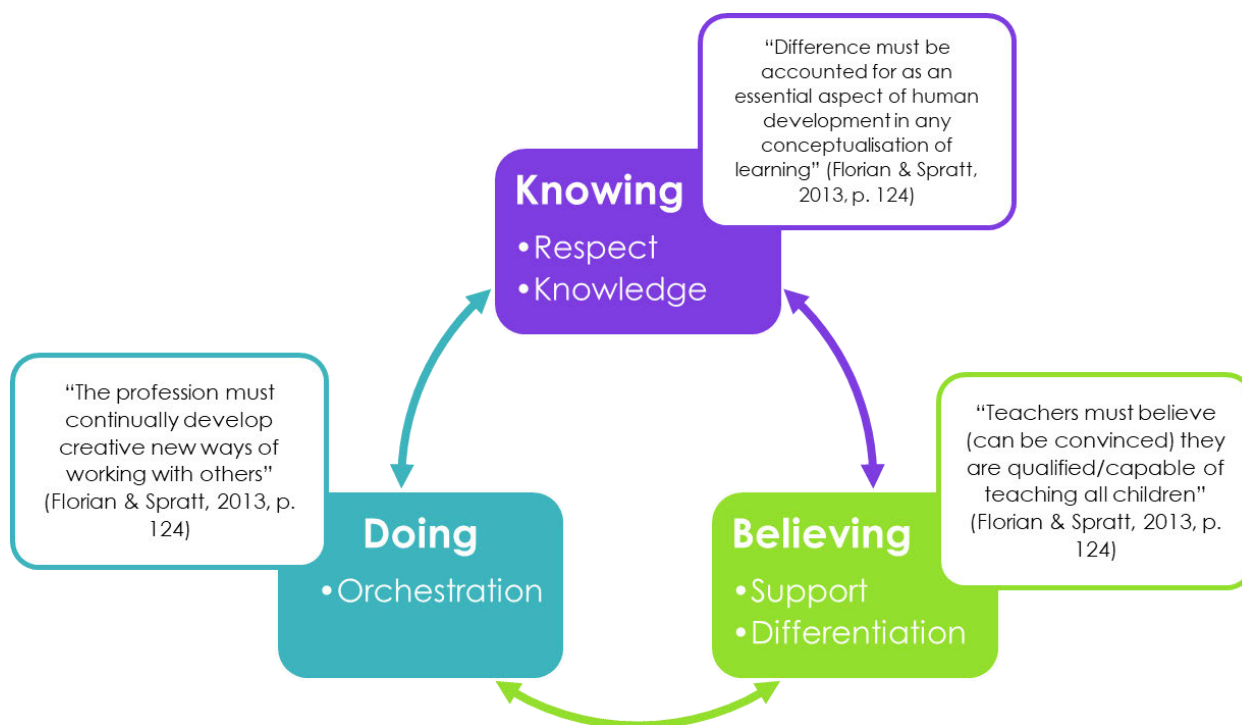 “Difference must be
accounted for as an
essential aspect of human
development in any
conceptualisation of
learning” (Florian & Spratt,
2013, p. 124)
Knowing
•Respect
•Knowledge
“The profession must
continually develop
creative new ways of
working with others”
(Florian & Spratt, 2013, p.
124)
Doing
•Orchestration
“Teachers must believe
(can be convinced) they
are qualified/capable of
teaching all children”
(Florian & Spratt, 2013, p.
124)
Believing
•Support
•Differentiation